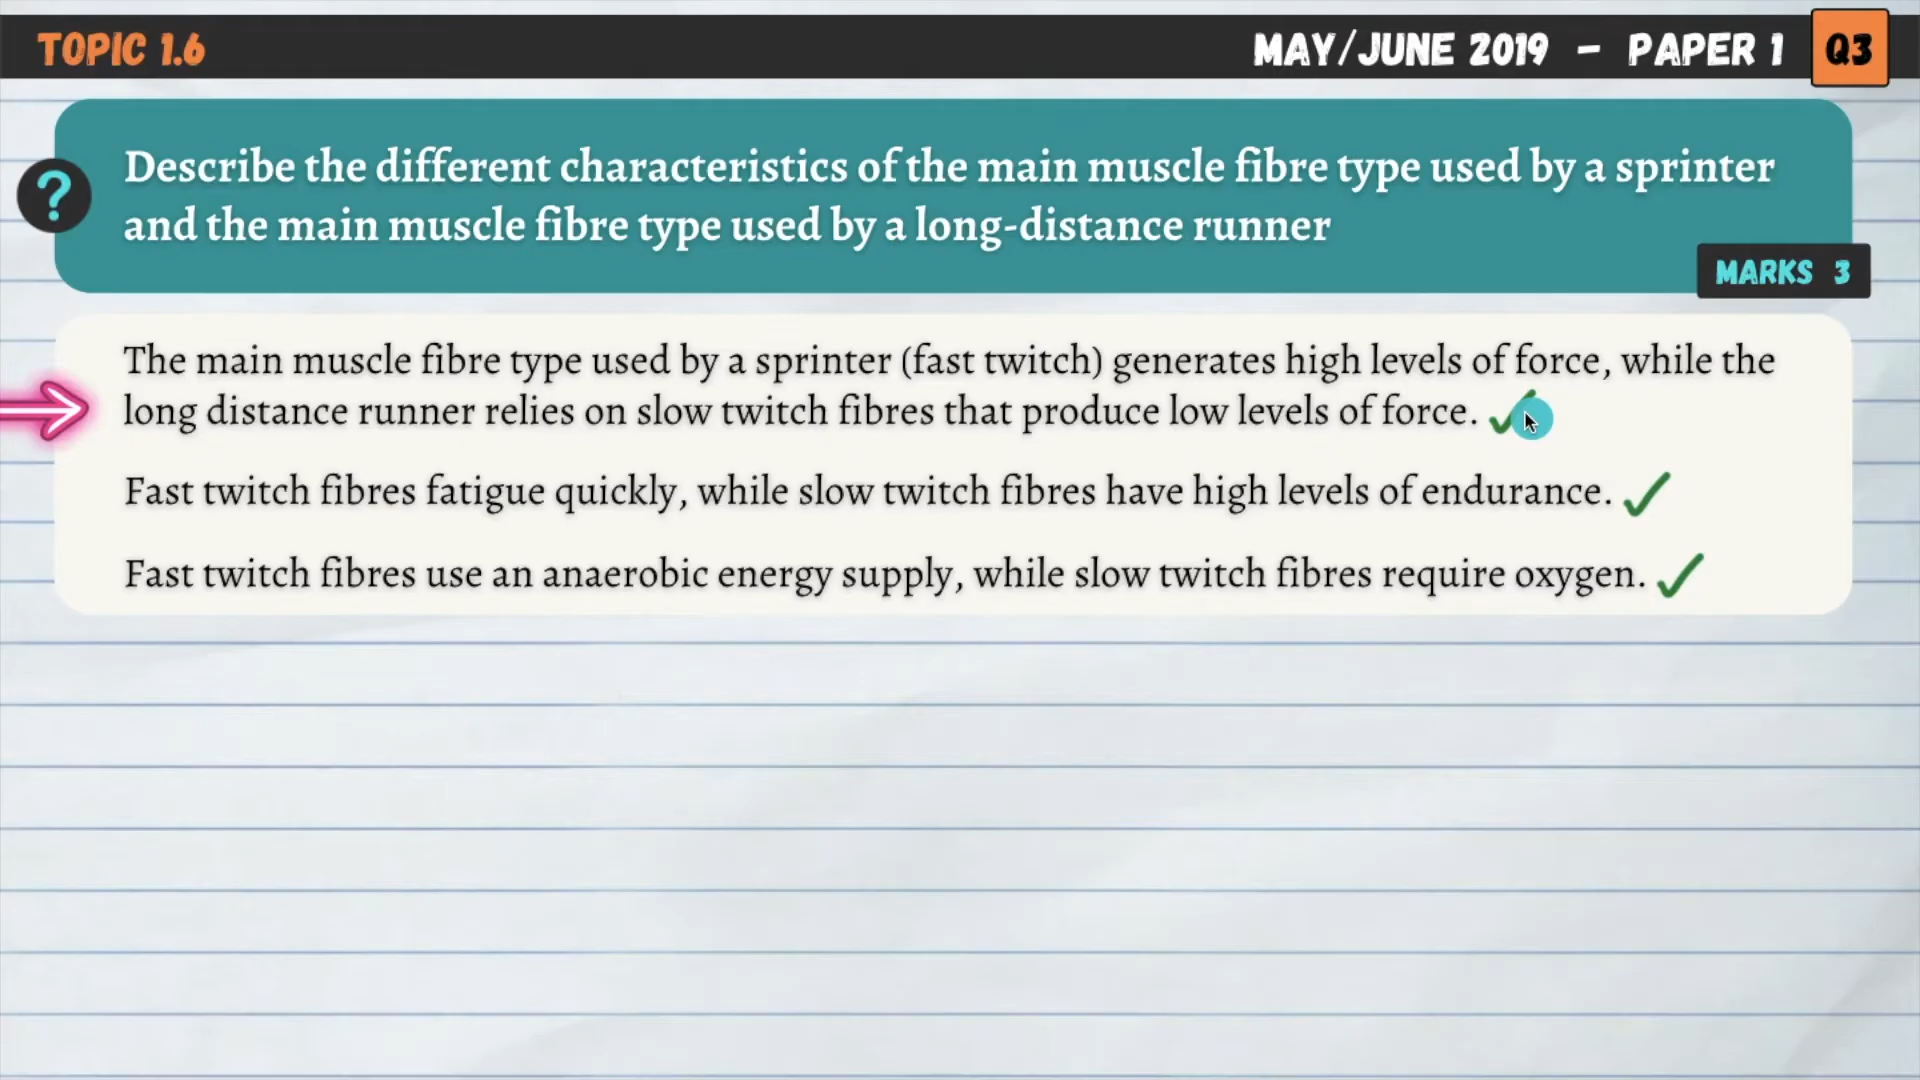 TOPIC 1.6
MAY/JUNE 2019 - PAPER 1 Q3
?
Describe the different characteristics of the main muscle fibre type used by a sprinter
and the main muscle fibre type used by a long-distance runner
MARKS 3
The main muscle fibre type used by a sprinter (fast twitch) generates high levels of force, while the
long distance runner relies on slow twitch fibres that produce low levels of force.
Fast twitch fibres fatigue quickly, while slow twitch fibres have high levels of endurance.
Fast twitch fibres use an anaerobic energy supply, while slow twitch fibres require oxygen.